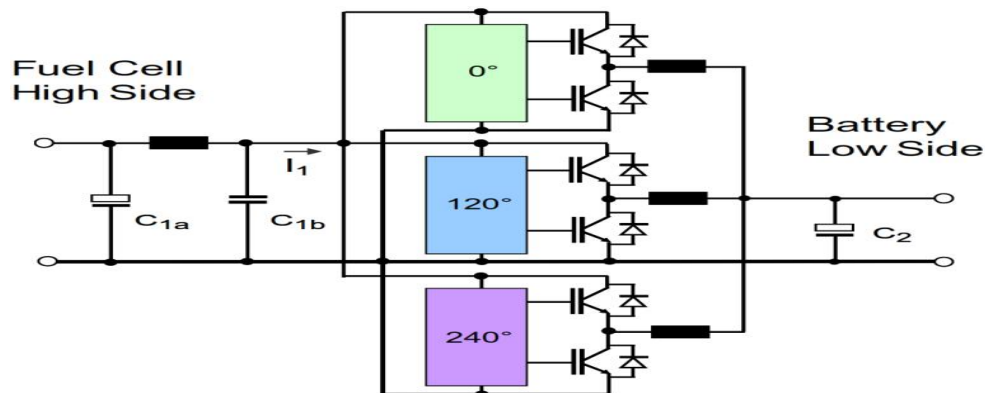 Fuel Cell
High Side
0°
Battery
Low Side
I1
120°
C1a
C1b
C2
240°